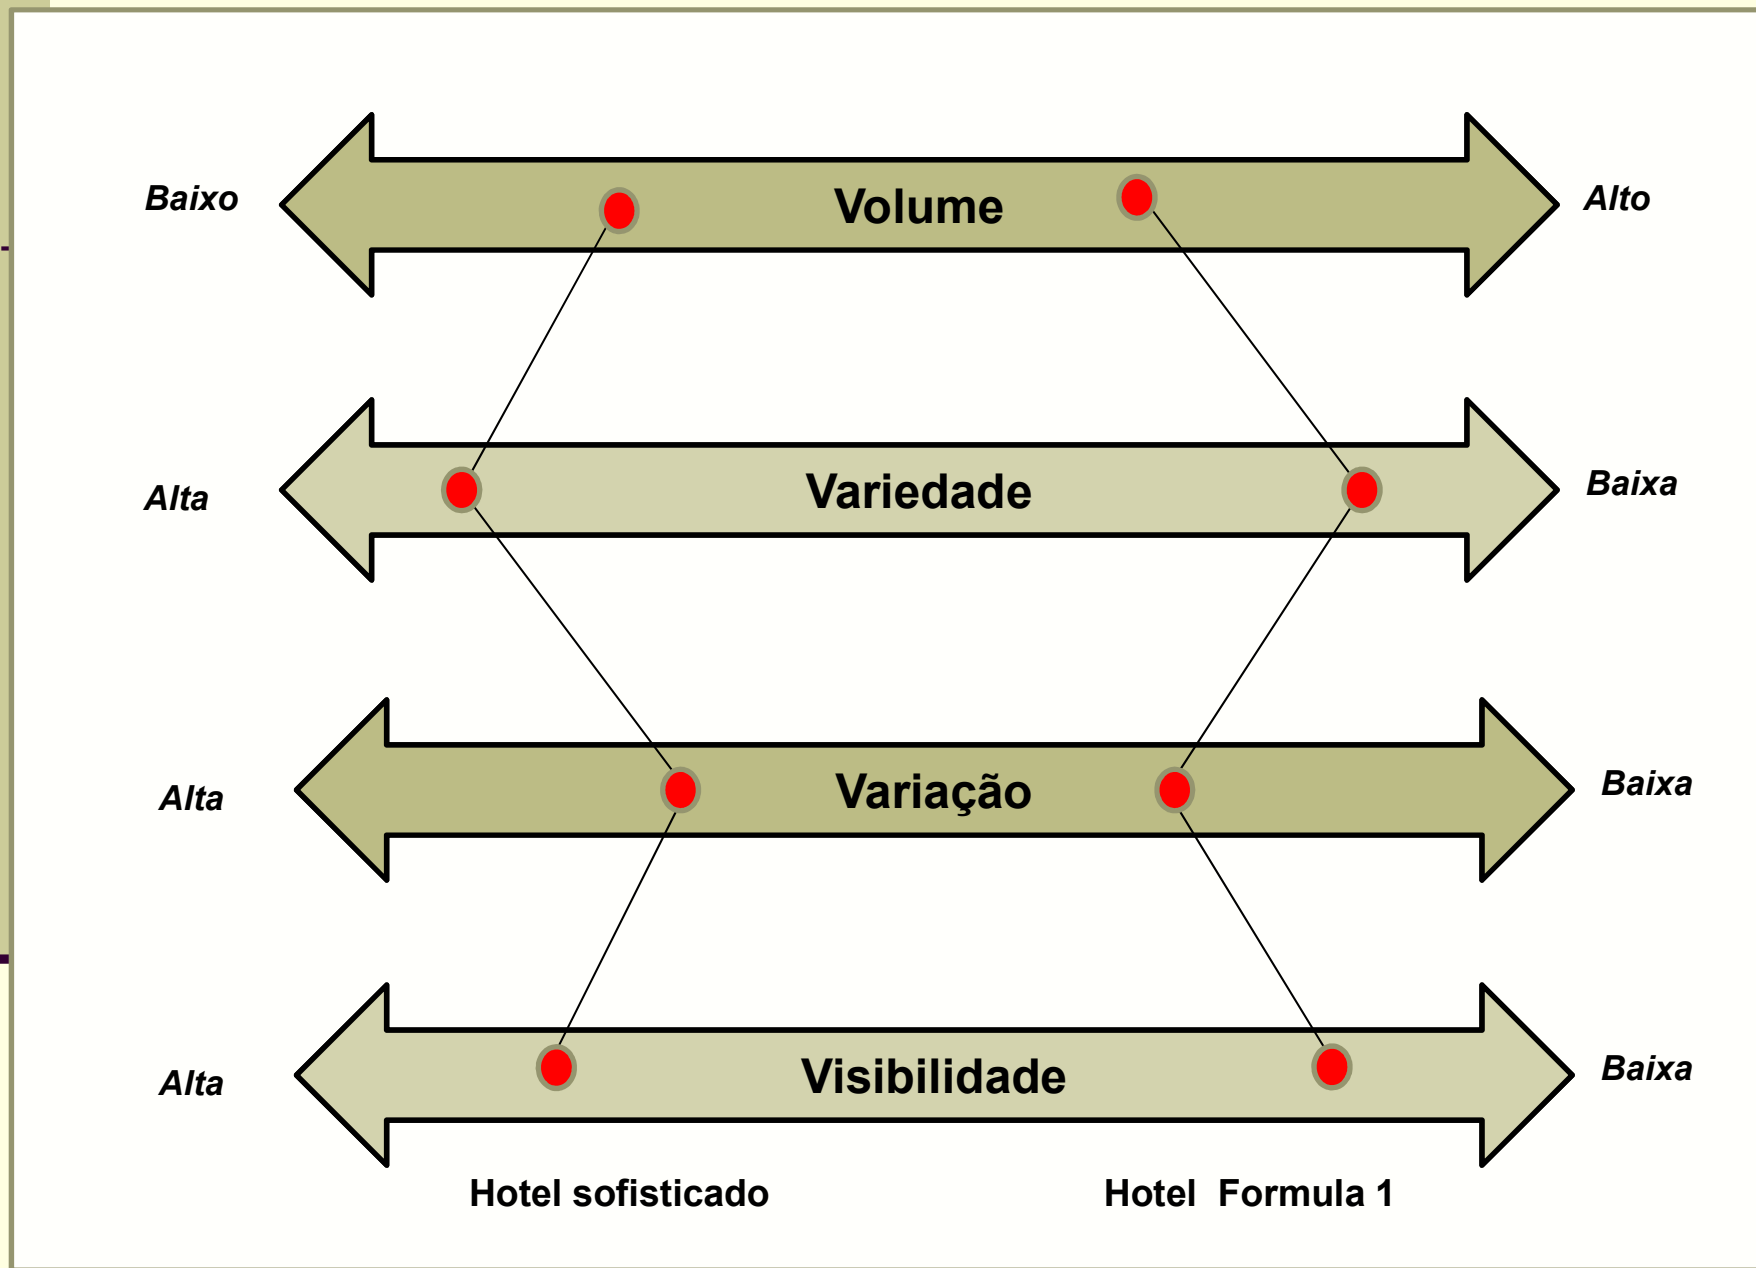 Baixo Volume Alto
Alta Variedade Baixa
Alta Variação Baixa
Alta Visibilidade Baixa
Hotel sofisticado Hotel Formula 1